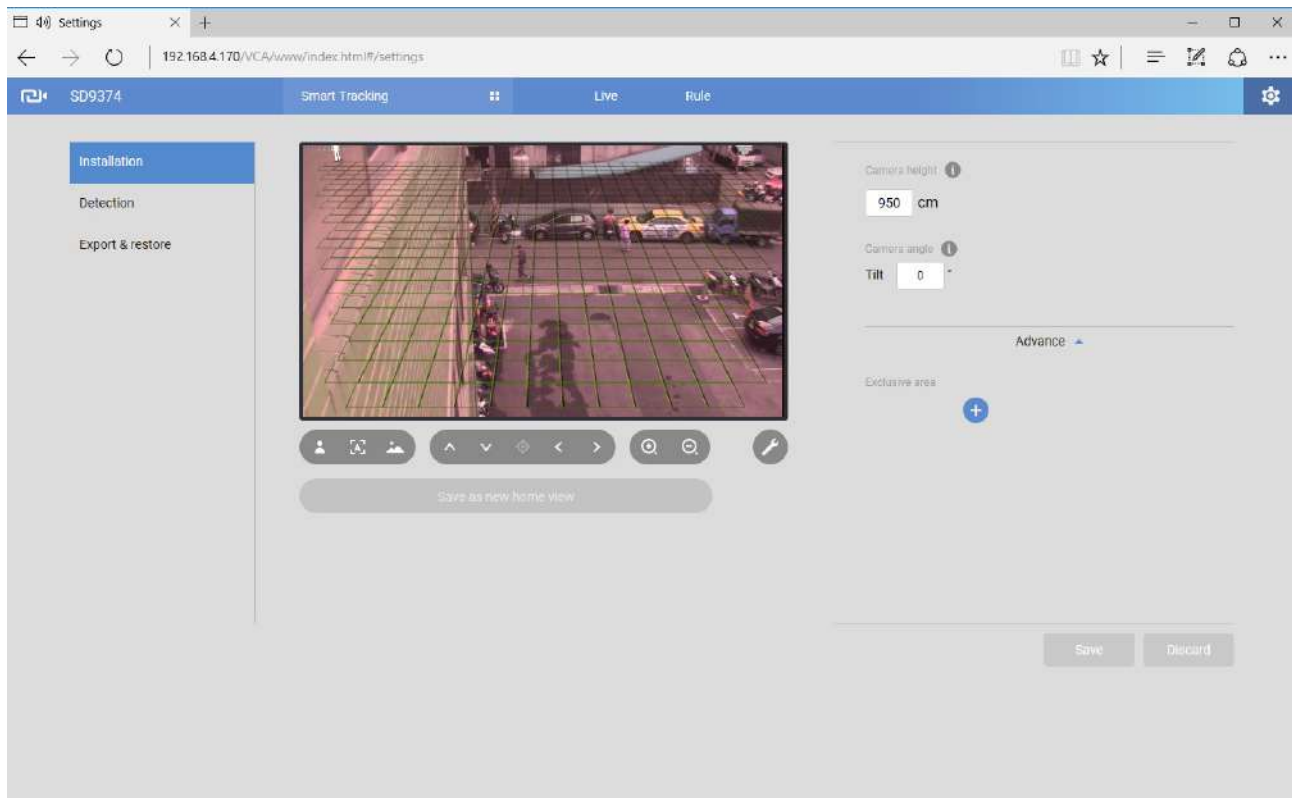 Settings
192.168.4.170/VCA/www/index.html#/settings
SD9374
Smart Tracking
Live
Rule
Installation
Detection
Export & restore
Camera height
950 cm
Camera angle
Tilt 0 °
Advance
Exclusive area
Save as new home view
Save
Discard